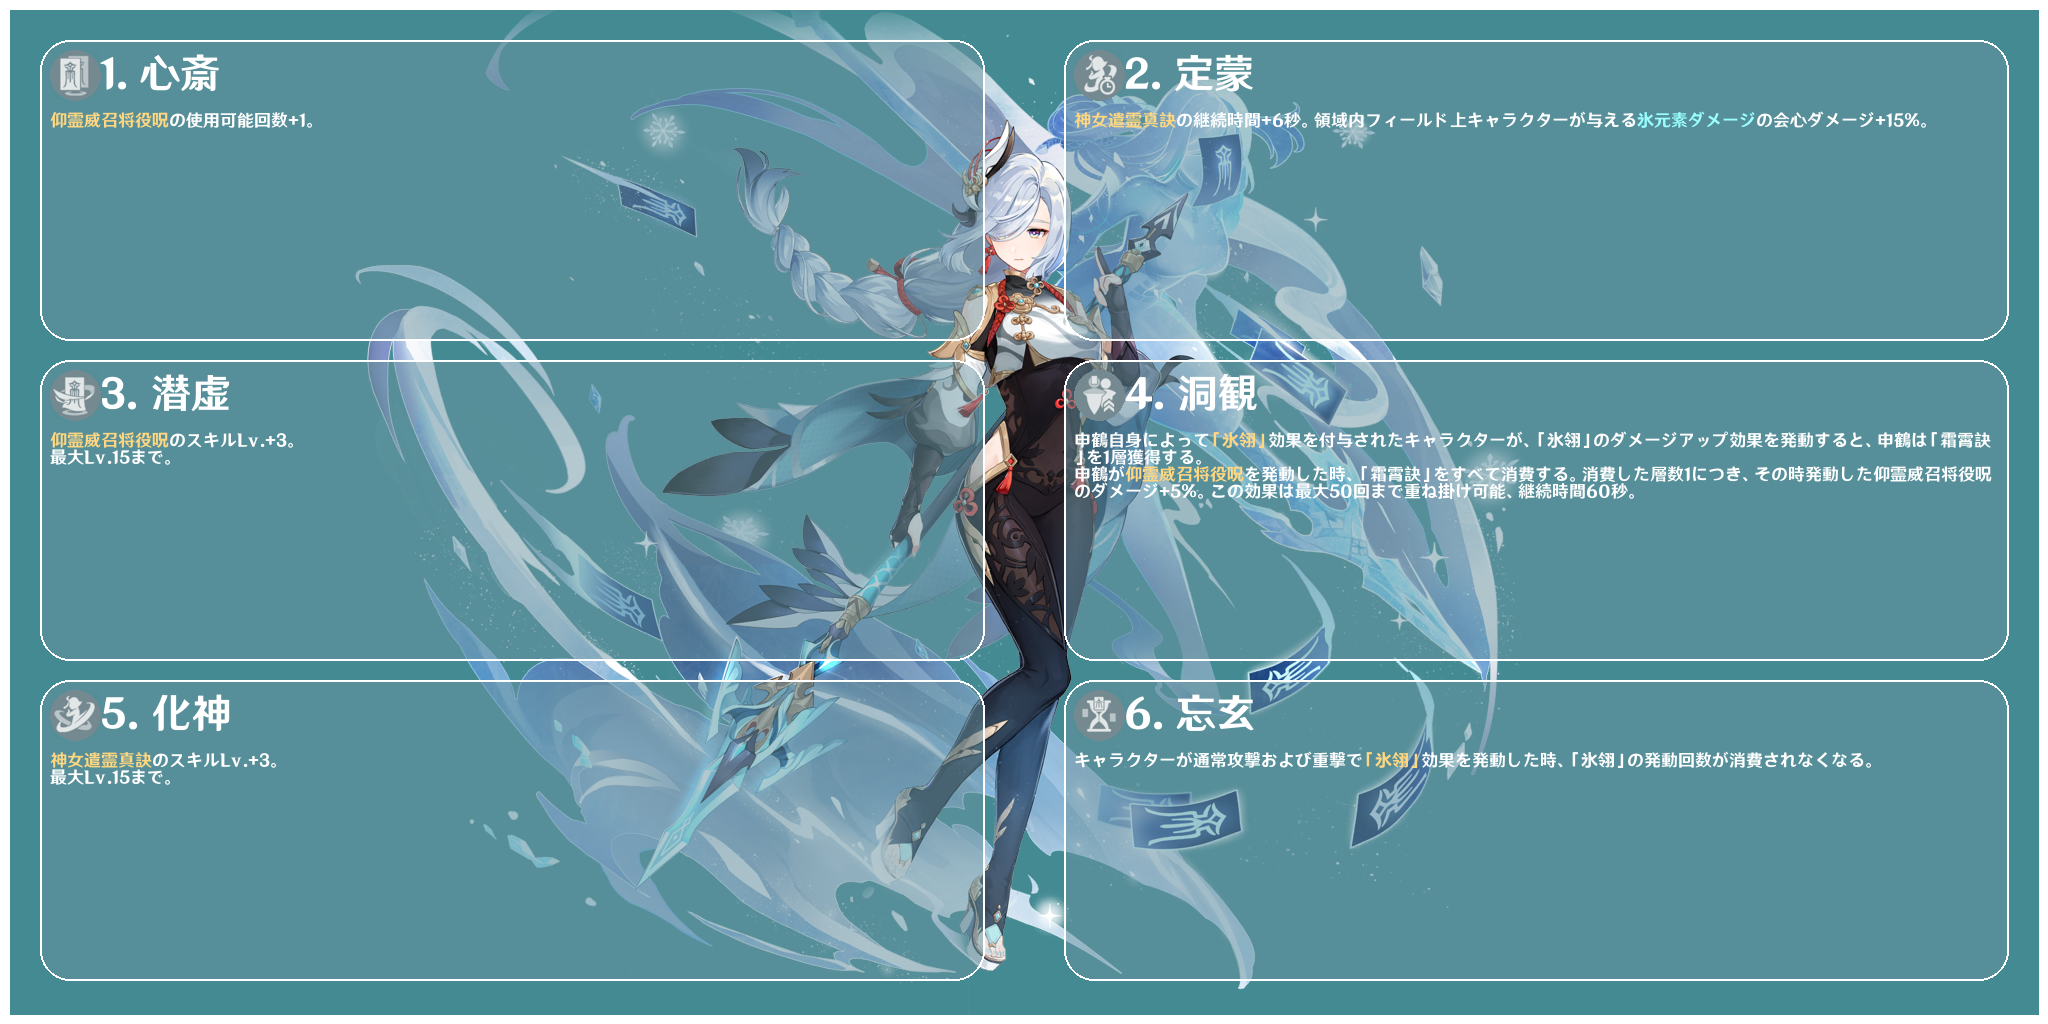 1. 心斎
仰霊威召将役呪の使用可能回数+1。
2. 定蒙
神女遣霊真訣の継続時間+6秒。領域内フィールド上キャラクターが与える氷元素ダメージの会心ダメージ+15%。
3. 潜虚
仰霊威召将役呪のスキルLv.+3。
最大Lv.15まで。
4. 洞観
申鶴自身によって「氷翎」効果を付与されたキャラクターが、「氷翎」のダメージアップ効果を発動すると、申鶴は「霜霄訣
」を1層獲得する。
申鶴が仰霊威召将役呪を発動した時、「霜霄訣」をすべて消費する。消費した層数1につき、その時発動した仰霊威召将役呪
のダメージ+5%。この効果は最大50回まで重ね掛け可能、継続時間60秒。
5. 化神
神女遣霊真訣のスキルLv.+3。
最大Lv.15まで。
6. 忘玄
キャラクターが通常攻撃および重撃で「氷翎」効果を発動した時、「氷翎」の発動回数が消費されなくなる。